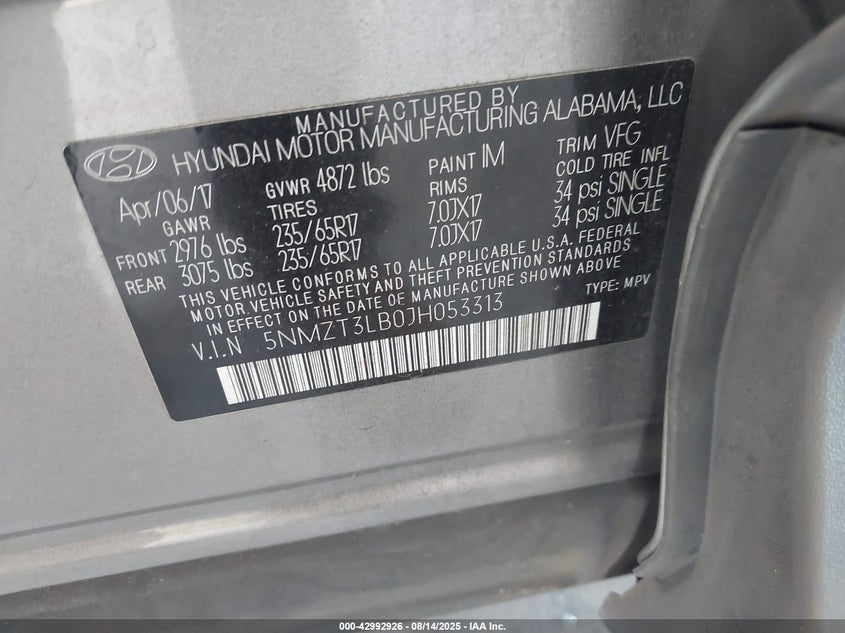 MANUFACTURED BY
HYUNDAI MOTOR MANUFACTURING ALABAMA, LLC
Apr/06/17 GVWR 4872 lbs PAINT IM TRIM VFG
GAWR TIRES RIMS COLD TIRE INFL
FRONT 2976 lbs 235/65R17 7.0JX17 34 psi SINGLE
REAR 3075 lbs 235/65R17 7.0JX17 34 psi SINGLE
THIS VEHICLE CONFORMS TO ALL APPLICABLE U.S.A. FEDERAL
MOTOR VEHICLE SAFETY AND THEFT PREVENTION STANDARDS
IN EFFECT ON THE DATE OF MANUFACTURE SHOWN ABOVE
V.I.N 5NMZT3LB0JH053313 TYPE: MPV
000-42992926 - 08/14/2025 - IAA Inc.